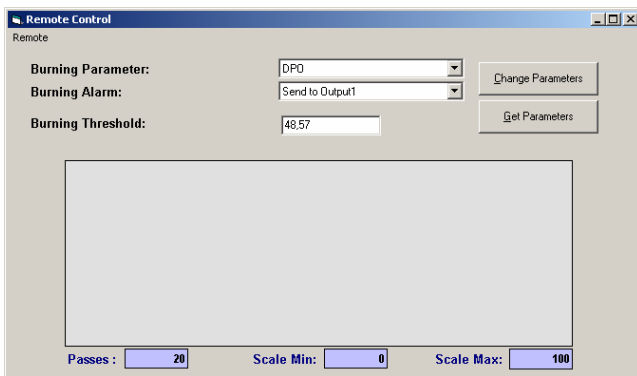 Remote Control
Remote
Burning Parameter: DPO Change Parameters
Burning Alarm: Send to Output1
Burning Threshold: 48,57 Get Parameters
Passes : 20 Scale Min: 0 Scale Max: 100